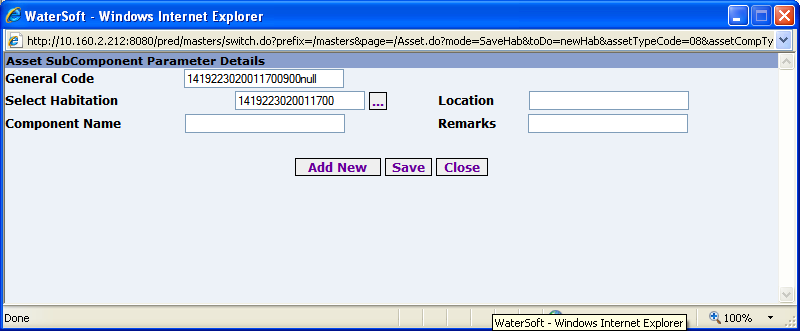 WaterSoft - Windows Internet Explorer
http://10.160.2.212:8080/pred/masters/switch.do?prefix=/masters&page=/Asset.do?mode=SaveHab&toDo=newHab&assetTypeCode=08&assetCompTy
Asset SubComponent Parameter Details
General Code 1419223020011700900null
Select Habitation 1419223020011700 ... Location
Component Name Remarks
Add New Save Close
Done 100%
WaterSoft - Windows Internet Explorer